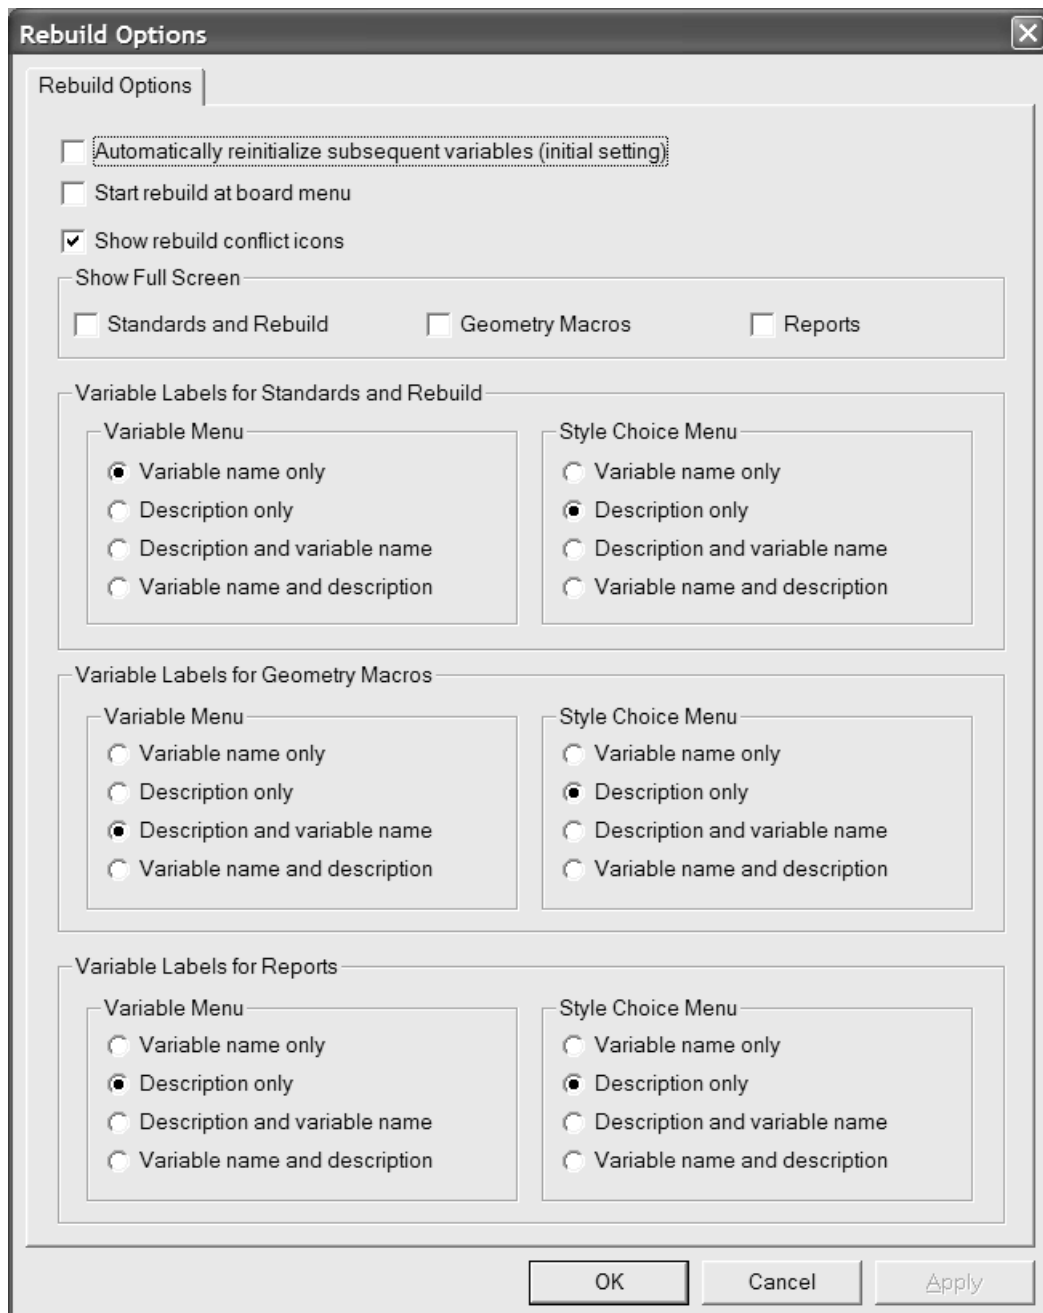 Rebuild Options
Rebuild Options
Automatically reinitialize subsequent variables (initial setting)
Start rebuild at board menu
Show rebuild conflict icons
Show Full Screen
Standards and Rebuild Geometry Macros Reports
Variable Labels for Standards and Rebuild
Variable Menu Style Choice Menu
Variable name only Variable name only
Description only Description only
Description and variable name Description and variable name
Variable name and description Variable name and description
Variable Labels for Geometry Macros
Variable Menu Style Choice Menu
Variable name only Variable name only
Description only Description only
Description and variable name Description and variable name
Variable name and description Variable name and description
Variable Labels for Reports
Variable Menu Style Choice Menu
Variable name only Variable name only
Description only Description only
Description and variable name Description and variable name
Variable name and description Variable name and description
OK Cancel Apply